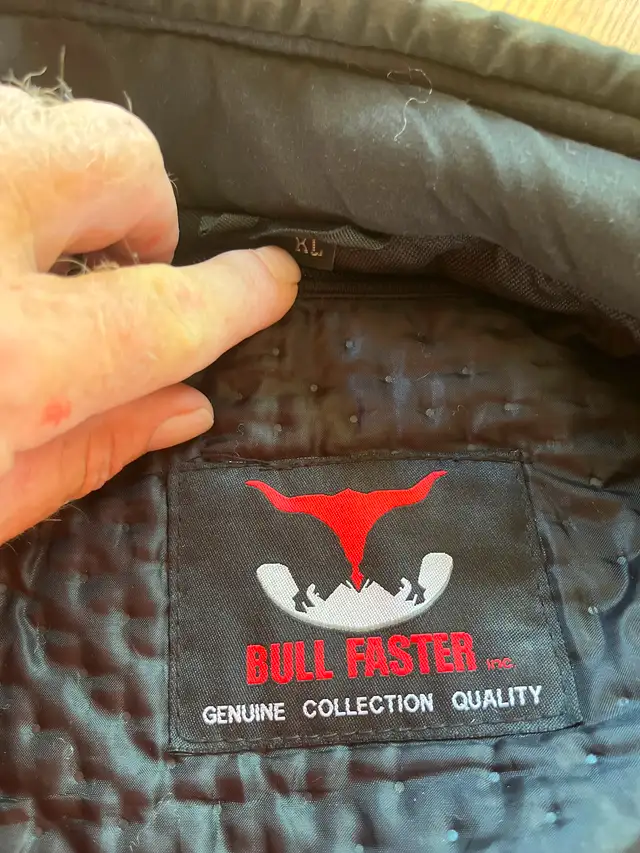 XL
BULL FASTER inc.
GENUINE COLLECTION QUALITY